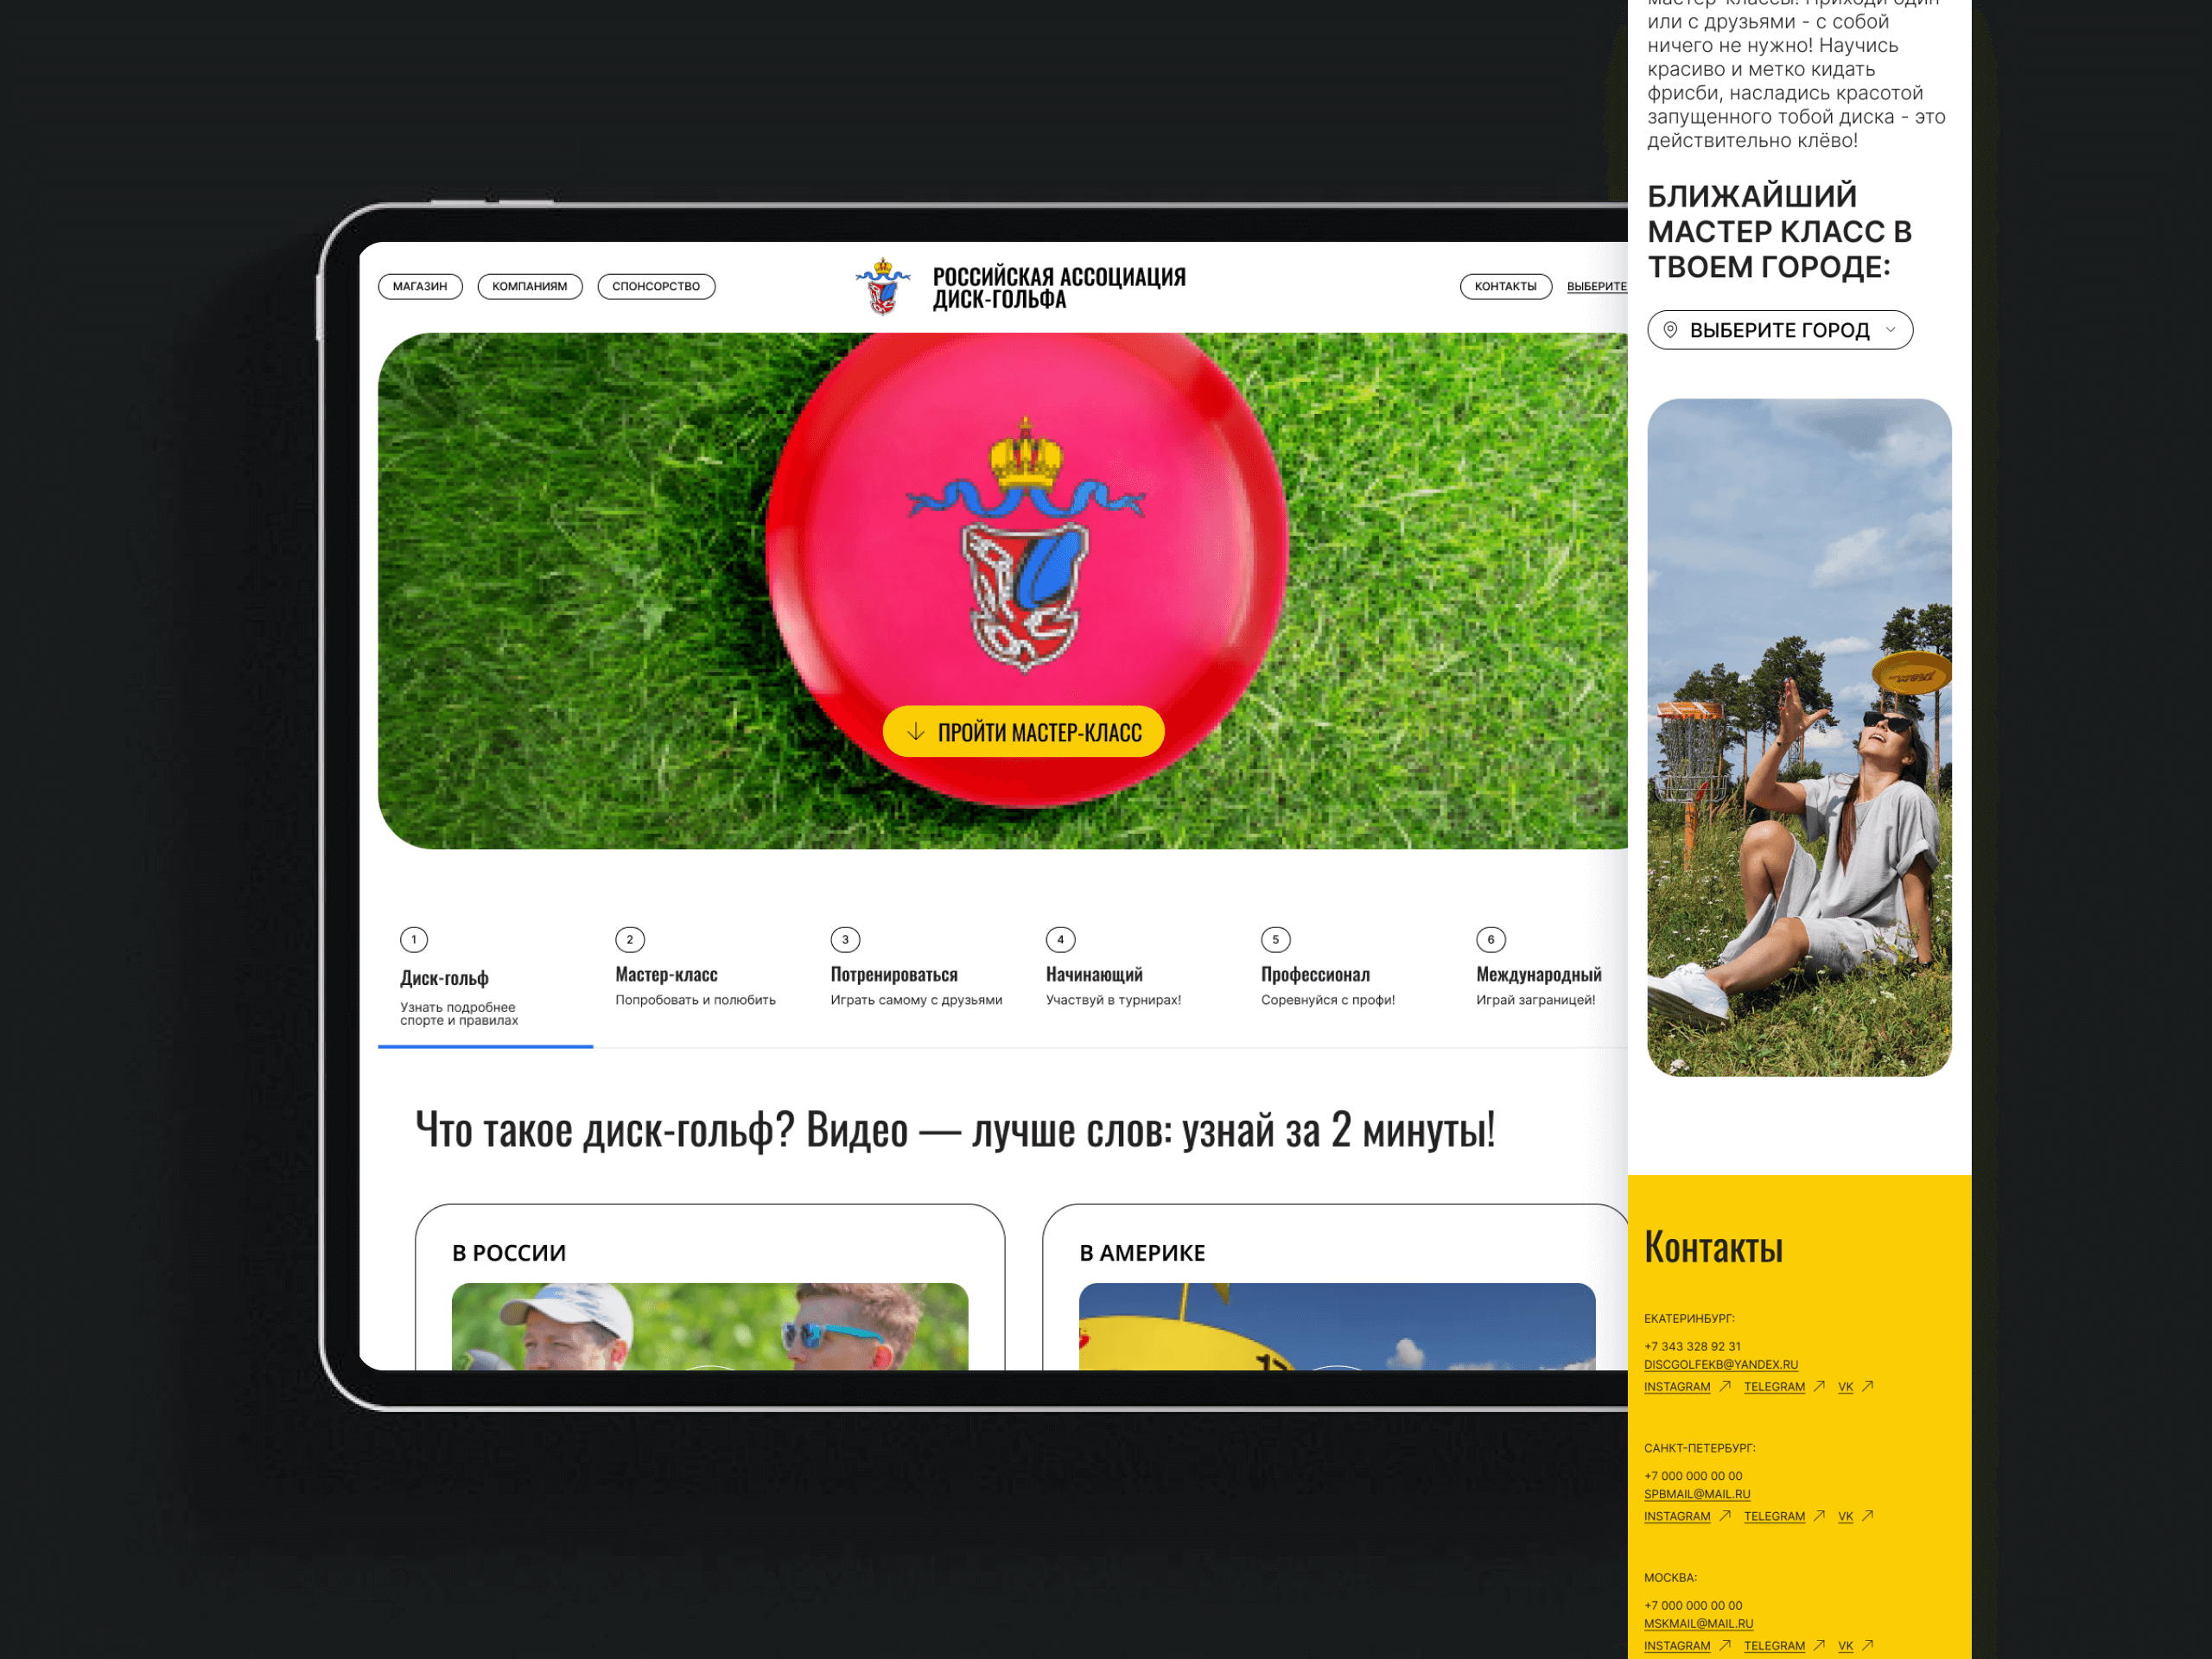 МАГАЗИН
КОМПАНИЯМ
СПОНСОРСТВО
РОССИЙСКАЯ АССОЦИАЦИЯ
ДИСК-ГОЛЬФА
КОНТАКТЫ
ВЫБЕРИТЕ
ПРОЙТИ МАСТЕР-КЛАСС
1
Диск-гольф
Узнать подробнее
спорте и правилах
2
Мастер-класс
Попробовать и полюбить
3
Потренироваться
Играть самому с друзьями
4
Начинающий
Участвуй в турнирах!
5
Профессионал
Соревнуйся с профи!
6
Международный
Играй заграницей!
Что такое диск-гольф? Видео — лучше слов: узнай за 2 минуты!
В РОССИИ
В АМЕРИКЕ
мастер-классы! Приходи один
или с друзьями - с собой
ничего не нужно! Научись
красиво и метко кидать
фрисби, насладись красотой
запущенного тобой диска - это
действительно клёво!
БЛИЖАЙШИЙ
МАСТЕР КЛАСС В
ТВОЕМ ГОРОДЕ:
ВЫБЕРИТЕ ГОРОД
Контакты
ЕКАТЕРИНБУРГ:
+7 343 328 92 31
DISCGOLFEKB@YANDEX.RU
INSTAGRAM TELEGRAM VK
САНКТ-ПЕТЕРБУРГ:
+7 000 000 00 00
SPBMAIL@MAIL.RU
INSTAGRAM TELEGRAM VK
МОСКВА:
+7 000 000 00 00
MSKMAIL@MAIL.RU
INSTAGRAM TELEGRAM VK